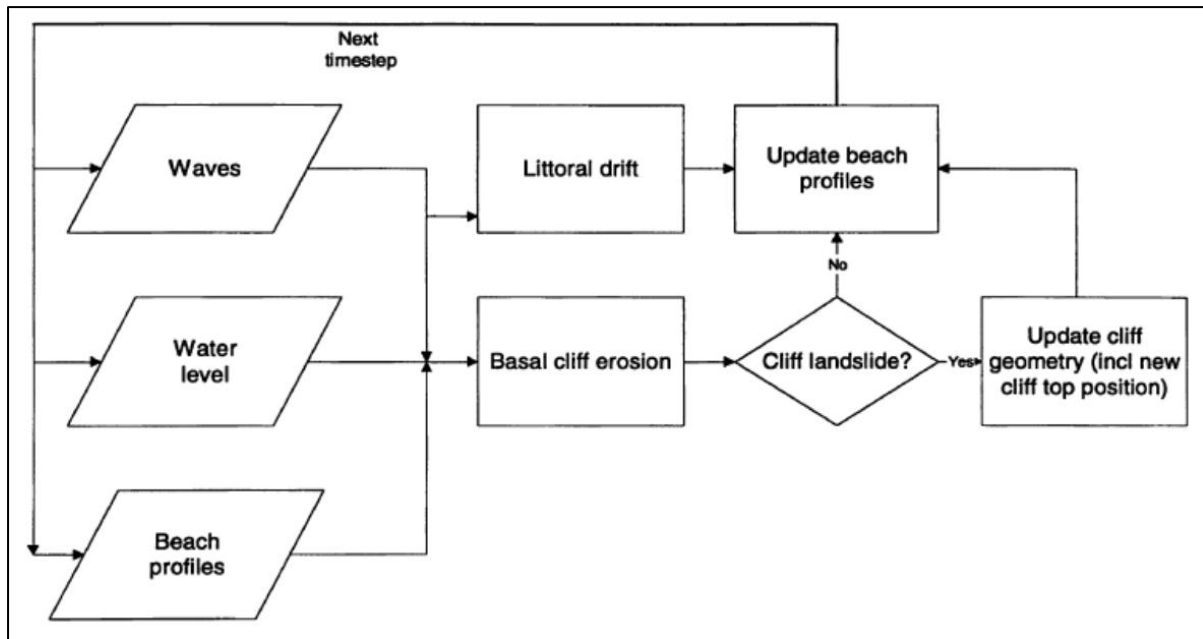 Next
timestep
Waves
Littoral drift
Update beach
profiles
No
Water
level
Basal cliff erosion
Cliff landslide?
Yes
Update cliff
geometry (incl new
cliff top position)
Beach
profiles